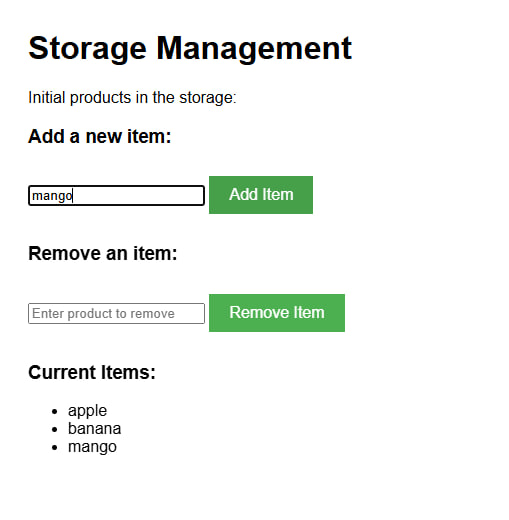 Storage Management
Initial products in the storage:
Add a new item:
mango
Add Item
Remove an item:
Enter product to remove
Remove Item
Current Items:
apple
banana
mango